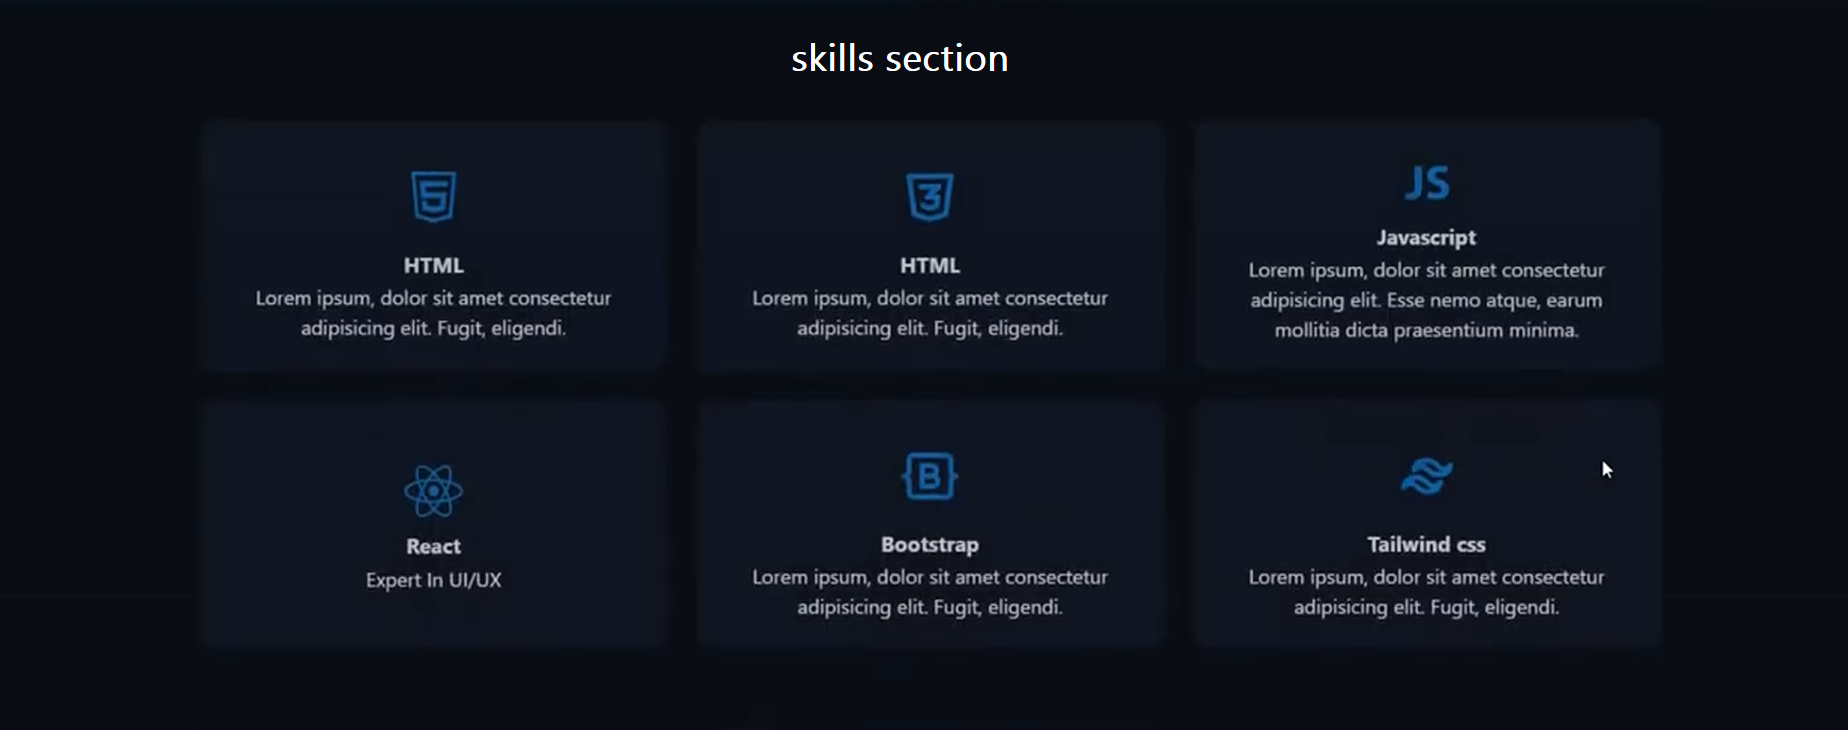 skills section
5
HTML
Lorem ipsum, dolor sit amet consectetur
adipisicing elit. Fugit, eligendi.
3
HTML
Lorem ipsum, dolor sit amet consectetur
adipisicing elit. Fugit, eligendi.
JS
Javascript
Lorem ipsum, dolor sit amet consectetur
adipisicing elit. Esse nemo atque, earum
mollitia dicta praesentium minima.
React
Expert In UI/UX
B
Bootstrap
Lorem ipsum, dolor sit amet consectetur
adipisicing elit. Fugit, eligendi.
Tailwind css
Lorem ipsum, dolor sit amet consectetur
adipisicing elit. Fugit, eligendi.